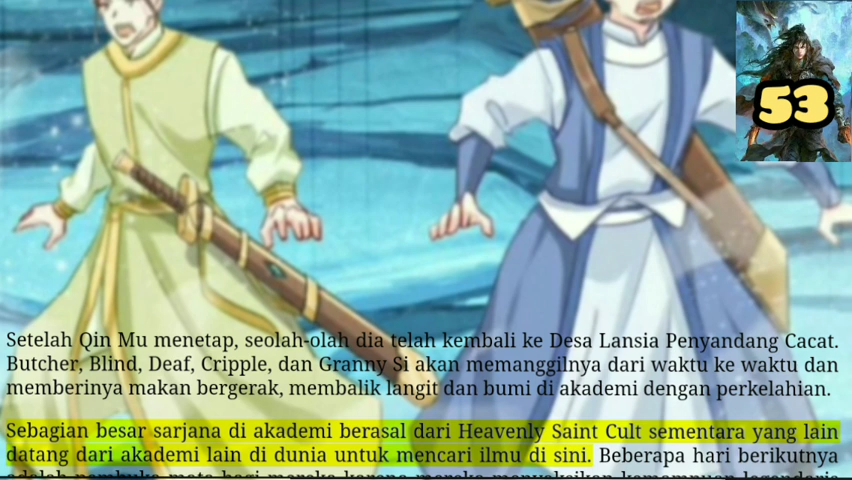 53
Setelah Qin Mu menetap, seolah-olah dia telah kembali ke Desa Lansia Penyandang Cacat.
Butcher, Blind, Deaf, Cripple, dan Granny Si akan memanggilnya dari waktu ke waktu dan
memberinya makan bergerak, membalik langit dan bumi di akademi dengan perkelahian.
Sebagian besar sarjana di akademi berasal dari Heavenly Saint Cult sementara yang lain
datang dari akademi lain di dunia untuk mencari ilmu di sini. Beberapa hari berikutnya